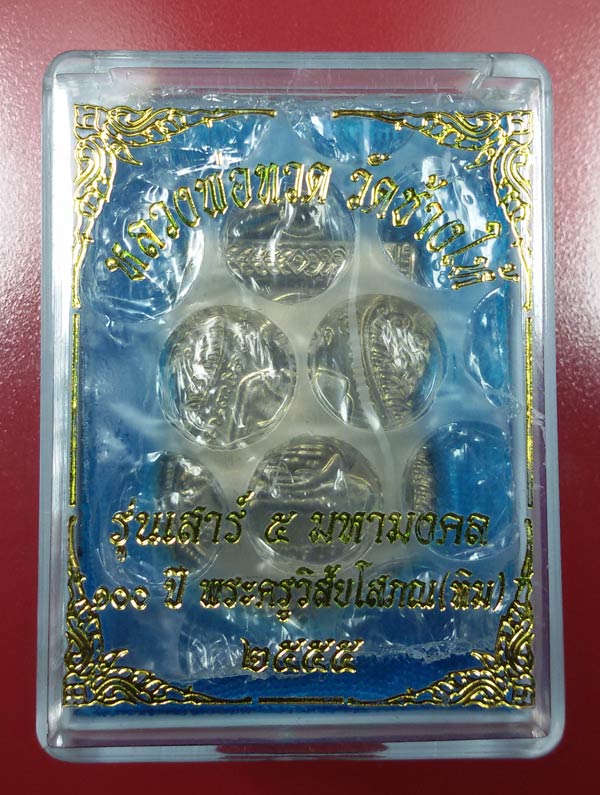 หลวงพ่อทวด วัดช้างให้
รุ่นเสาร์ ๕ มหามงคล
๑๐๐ ปี พระครูวิสัยโสภณ(ทิม)
๒๕๕๕